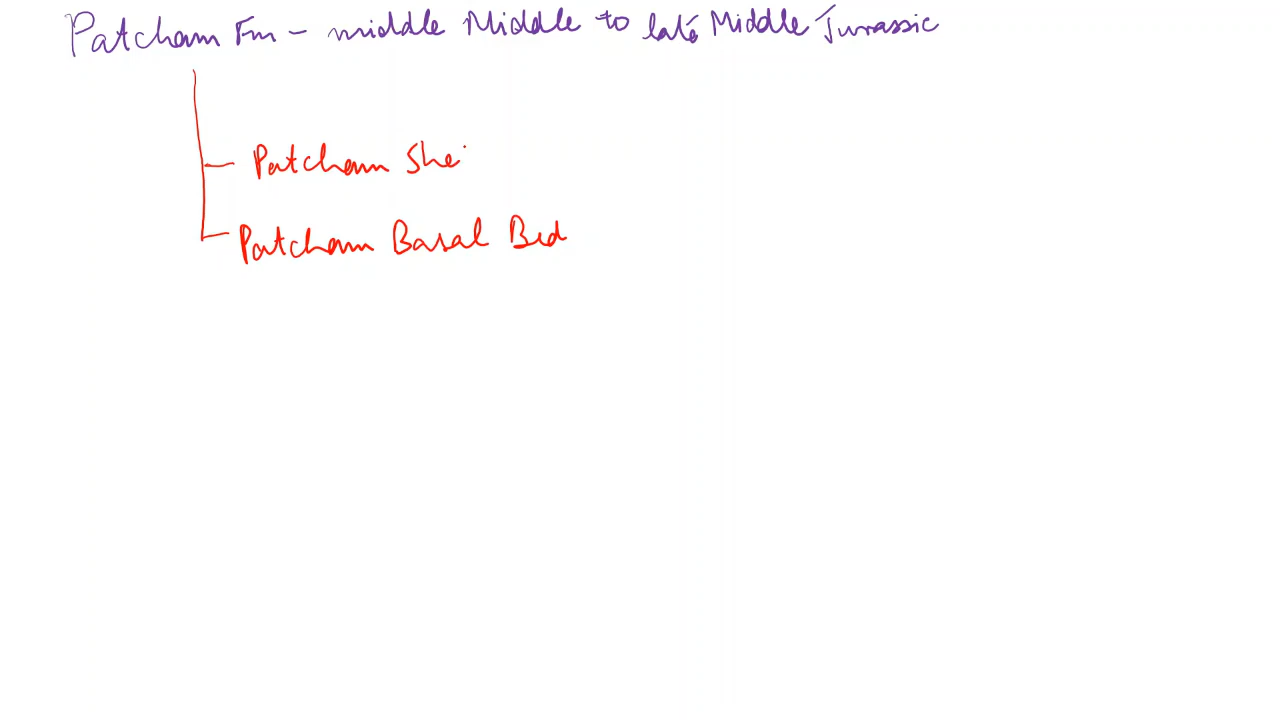 Patcham Fm - middle Middle to late Middle Jurassic
Patcham She
Patcham Basal Bed